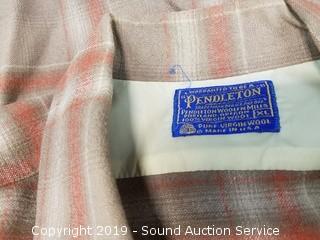 WARRANTED TO BE A
"PENDLETON"
PENDLETON WOOLEN MILLS
PORTLAND, OREGON
100% VIRGIN WOOL
XL
PURE VIRGIN WOOL
MADE IN U.S.A.
Copyright 2019 - Sound Auction Service